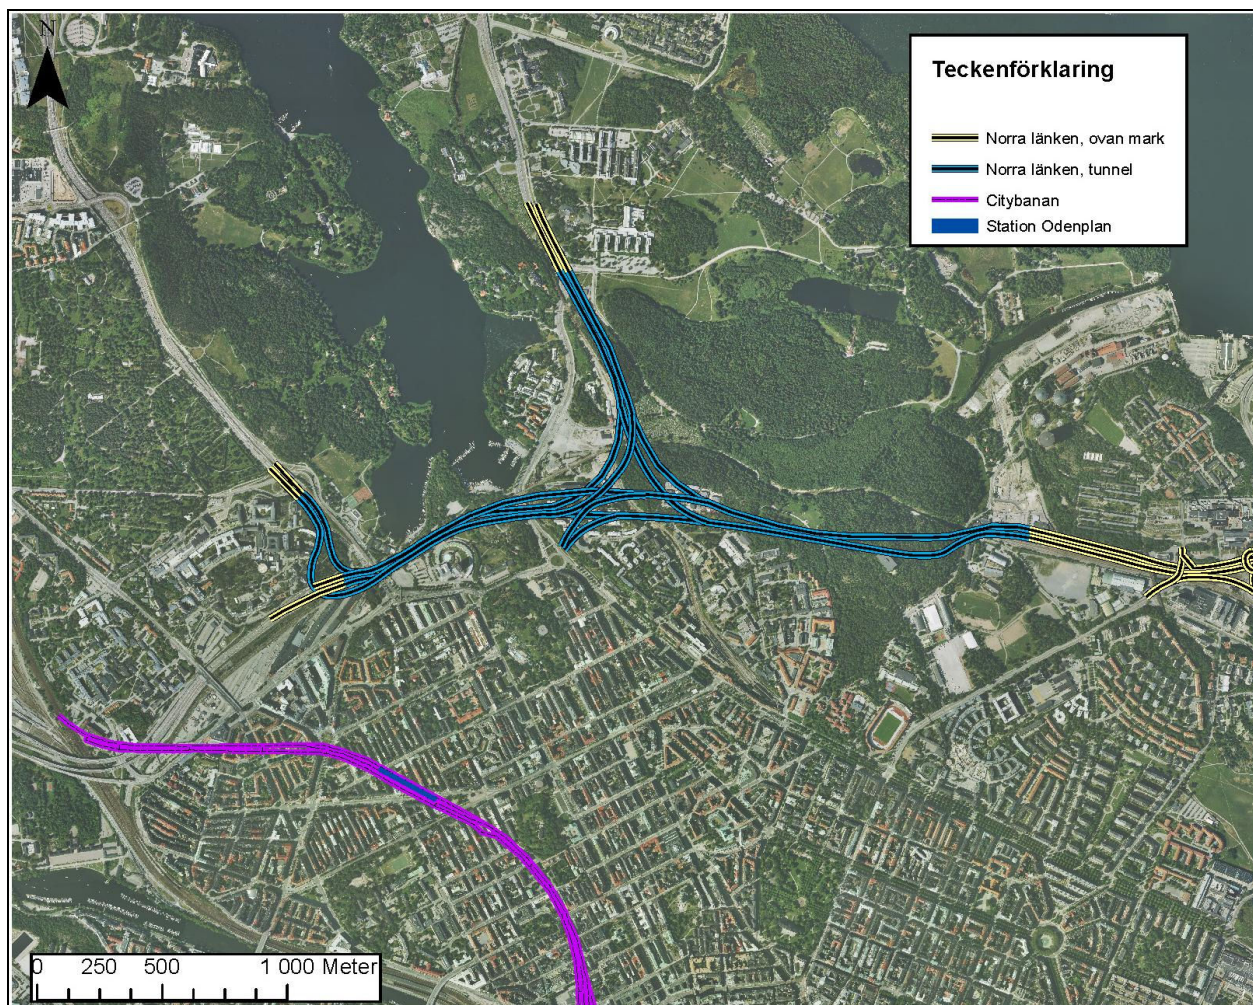 N
Teckenförklaring
Norra länken, ovan mark
Norra länken, tunnel
Citybanan
Station Odenplan
0 250 500 1 000 Meter